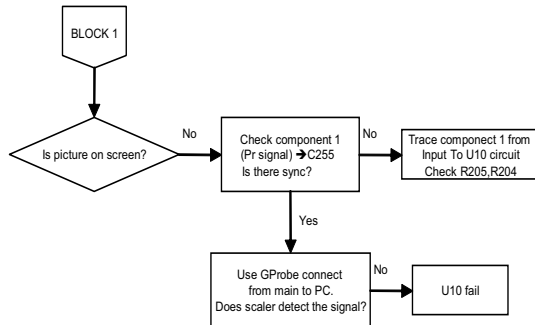 BLOCK 1
Is picture on screen?
No
Check component 1
(Pr signal) ➔C255
Is there sync?
No
Trace component 1 from
Input To U10 circuit
Check R205,R204
Yes
Use GProbe connect
from main to PC.
Does scaler detect the signal?
No
U10 fail